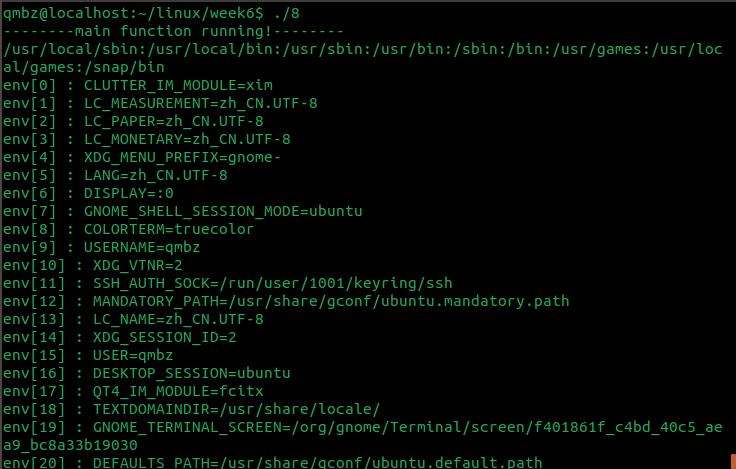 qmbz@localhost:~/linux/week6$ ./8
--------main function running!--------
/usr/local/sbin:/usr/local/bin:/usr/sbin:/usr/bin:/sbin:/bin:/usr/games:/usr/loc
al/games:/snap/bin
env[0] : CLUTTER_IM_MODULE=xim
env[1] : LC_MEASUREMENT=zh_CN.UTF-8
env[2] : LC_PAPER=zh_CN.UTF-8
env[3] : LC_MONETARY=zh_CN.UTF-8
env[4] : XDG_MENU_PREFIX=gnome-
env[5] : LANG=zh_CN.UTF-8
env[6] : DISPLAY=:0
env[7] : GNOME_SHELL_SESSION_MODE=ubuntu
env[8] : COLORTERM=truecolor
env[9] : USERNAME=qmbz
env[10] : XDG_VTNR=2
env[11] : SSH_AUTH_SOCK=/run/user/1001/keyring/ssh
env[12] : MANDATORY_PATH=/usr/share/gconf/ubuntu.mandatory.path
env[13] : LC_NAME=zh_CN.UTF-8
env[14] : XDG_SESSION_ID=2
env[15] : USER=qmbz
env[16] : DESKTOP_SESSION=ubuntu
env[17] : QT4_IM_MODULE=fcitx
env[18] : TEXTDOMAINDIR=/usr/share/locale/
env[19] : GNOME_TERMINAL_SCREEN=/org/gnome/Terminal/screen/f401861f_c4bd_40c5_ae
a9_bc8a33b19030
env[20] : DEFAULTS_PATH=/usr/share/gconf/ubuntu.default.path